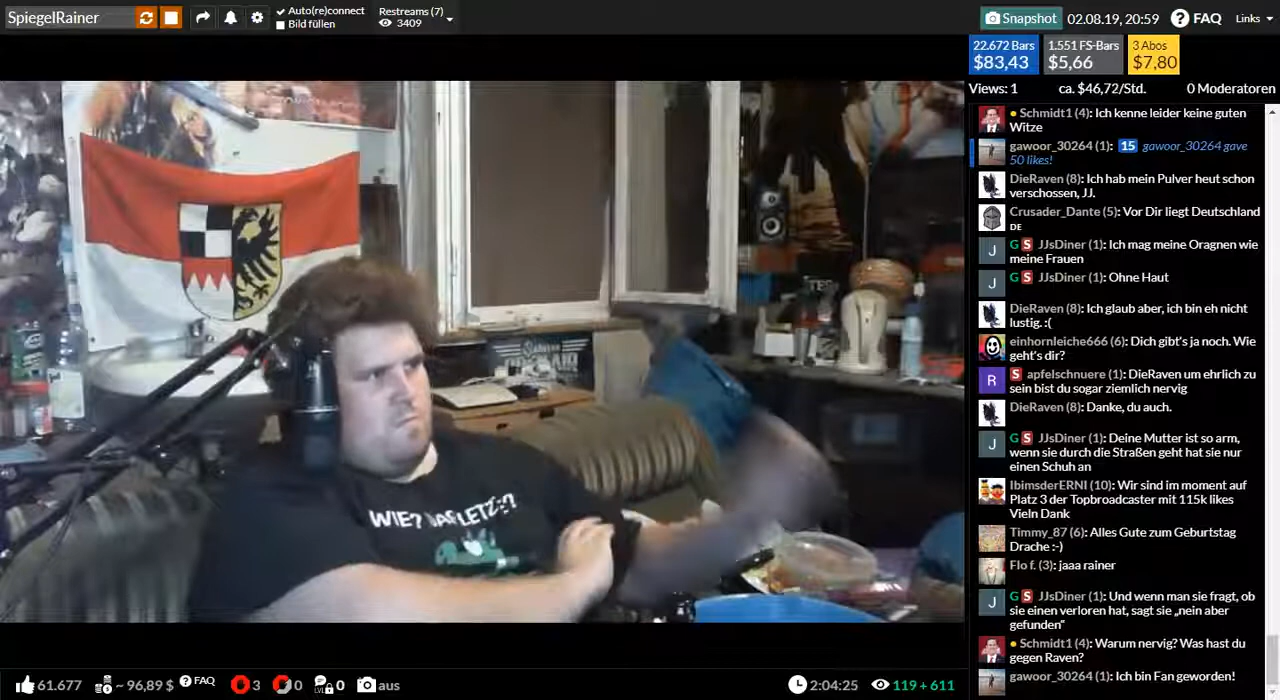 SpiegelRainer
Auto(re)connect
Bild füllen
Restreams (7)
3409
Snapshot
02.08.19, 20:59
FAQ
Links
22.672 Bars
$83,43
1.551 FS-Bars
$5,66
3 Abos
$7,80
Views: 1
ca. $46,72/Std.
0 Moderatoren
Schmidt1 (4): Ich kenne leider keine guten
Witze
gawoor_30264 (1): 15 gawoor_30264 gave
50 likes!
DieRaven (8): Ich hab mein Pulver heut schon
verschossen, JJ.
Crusader_Dante (5): Vor Dir liegt Deutschland
DE
J G S JJsDiner (1): Ich mag meine Oragnen wie
meine Frauen
J G S JJsDiner (1): Ohne Haut
DieRaven (8): Ich glaub aber, ich bin eh nicht
lustig. :(
einhornleiche666 (6): Dich gibt's ja noch. Wie
geht's dir?
R S apfelschnuere (1): DieRaven um ehrlich zu
sein bist du sogar ziemlich nervig
DieRaven (8): Danke, du auch.
J G S JJsDiner (1): Deine Mutter ist so arm,
wenn sie durch die Straßen geht hat sie nur
einen Schuh an
IbimsderERNI (10): Wir sind im moment auf
Platz 3 der Topbroadcaster mit 115k likes
Vieln Dank
Timmy_87 (6): Alles Gute zum Geburtstag
Drache :-)
Flo f. (3): jaaa rainer
J G S JJsDiner (1): Und wenn man sie fragt, ob
sie einen verloren hat, sagt sie „nein aber
gefunden“
Schmidt1 (4): Warum nervig? Was hast du
gegen Raven?
gawoor_30264 (1): Ich bin Fan geworden!
WIE?
61.677
~ 96,89 $
FAQ
3
0
aus
2:04:25
119 + 611